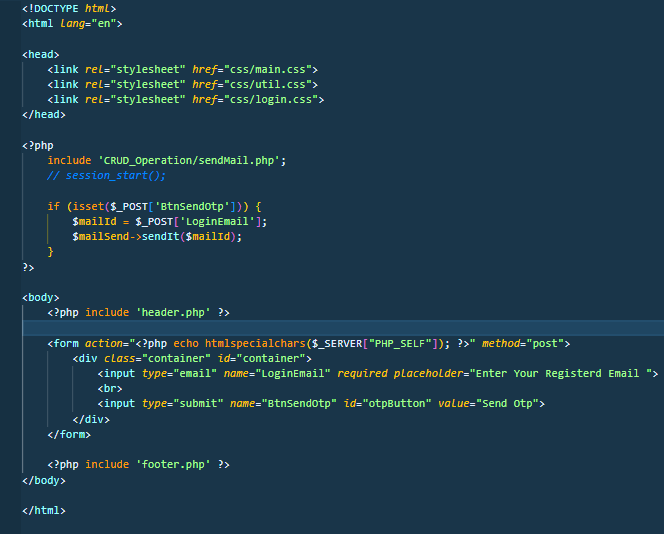 <!DOCTYPE html>
<html lang="en">
<head>
<link rel="stylesheet" href="css/main.css">
<link rel="stylesheet" href="css/util.css">
<link rel="stylesheet" href="css/login.css">
</head>
<?php
include 'CRUD_Operation/sendMail.php';
// session_start();
if (isset($_POST['BtnSendOtp'])) {
$mailId = $_POST['LoginEmail'];
$mailSend->sendIt($mailId);
}
?>
<body>
<?php include 'header.php' ?>
<form action="<?php echo htmlspecialchars($_SERVER["PHP_SELF"]); ?>" method="post">
<div class="container" id="container">
<input type="email" name="LoginEmail" required placeholder="Enter Your Registerd Email ">
<br>
<input type="submit" name="BtnSendOtp" id="otpButton" value="Send Otp">
</div>
</form>
<?php include 'footer.php' ?>
</body>
</html>